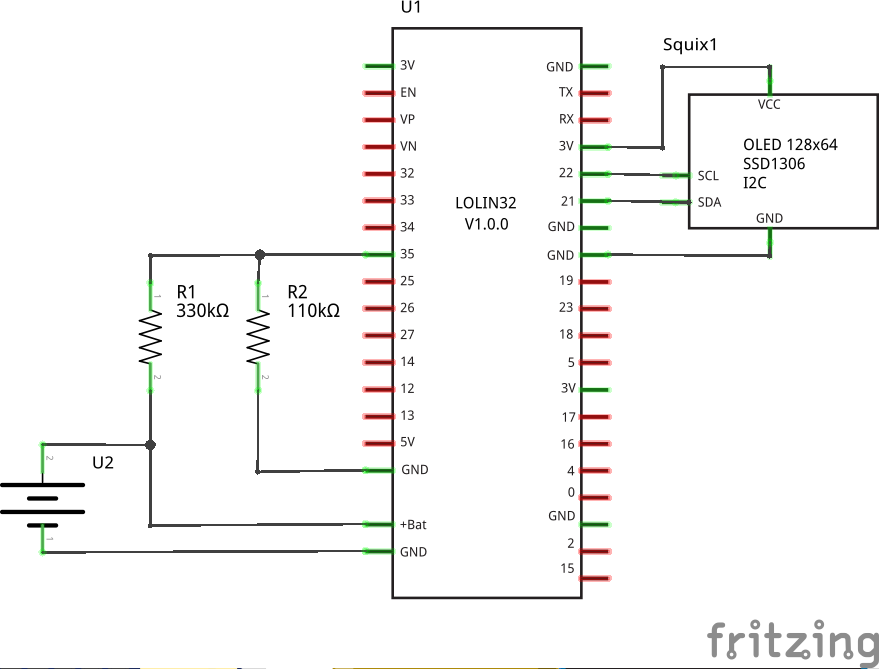 U1
3V
EN
VP
VN
32
33
34
35
25
26
27
14
12
13
5V
GND
+Bat
GND
LOLIN32
V1.0.0
GND
TX
RX
3V
22
21
GND
GND
19
23
18
5
3V
17
16
4
0
GND
2
15
Squix1
VCC
OLED 128x64
SSD1306
I2C
SCL
SDA
GND
R1
330kΩ
1
2
R2
110kΩ
1
2
U2
2
1
fritzing